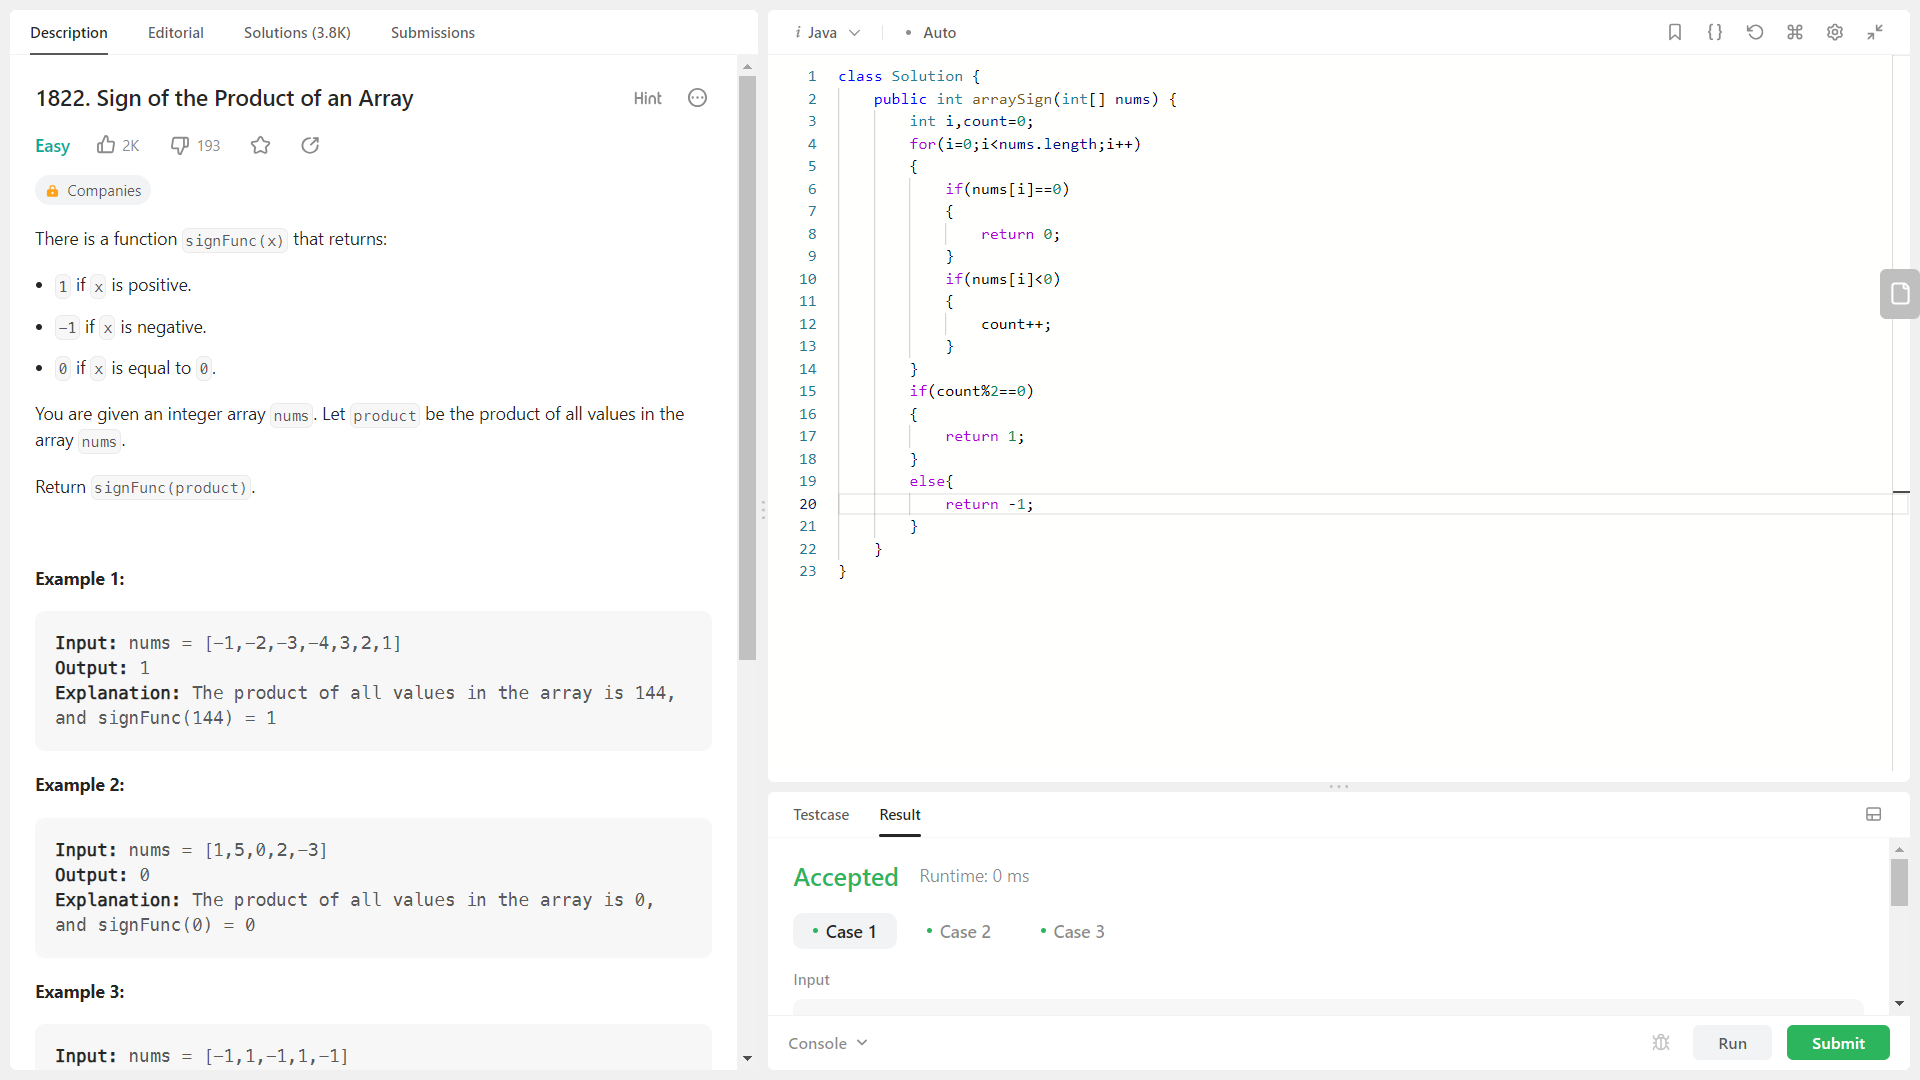 Description
Editorial
Solutions (3.8K)
Submissions
1822. Sign of the Product of an Array
Hint
Easy
2K
193
Companies
There is a function signFunc(x) that returns:
• 1 if x is positive.
• -1 if x is negative.
• 0 if x is equal to 0.
You are given an integer array nums. Let product be the product of all values in the
array nums.
Return signFunc(product).
Example 1:
Input: nums = [-1,-2,-3,-4,3,2,1]
Output: 1
Explanation: The product of all values in the array is 144,
and signFunc(144) = 1
Example 2:
Input: nums = [1,5,0,2,-3]
Output: 0
Explanation: The product of all values in the array is 0,
and signFunc(0) = 0
Example 3:
Input: nums = [-1,1,-1,1,-1]
i Java
• Auto
{}
1 class Solution {
2     public int arraySign(int[] nums) {
3         int i,count=0;
4         for(i=0;i<nums.length;i++)
5         {
6             if(nums[i]==0)
7             {
8                 return 0;
9             }
10             if(nums[i]<0)
11             {
12                 count++;
13             }
14         }
15         if(count%2==0)
16         {
17             return 1;
18         }
19         else{
20             return -1;
21         }
22     }
23 }
Testcase
Result
Accepted
Runtime: 0 ms
• Case 1
• Case 2
• Case 3
Input
Console
Run
Submit